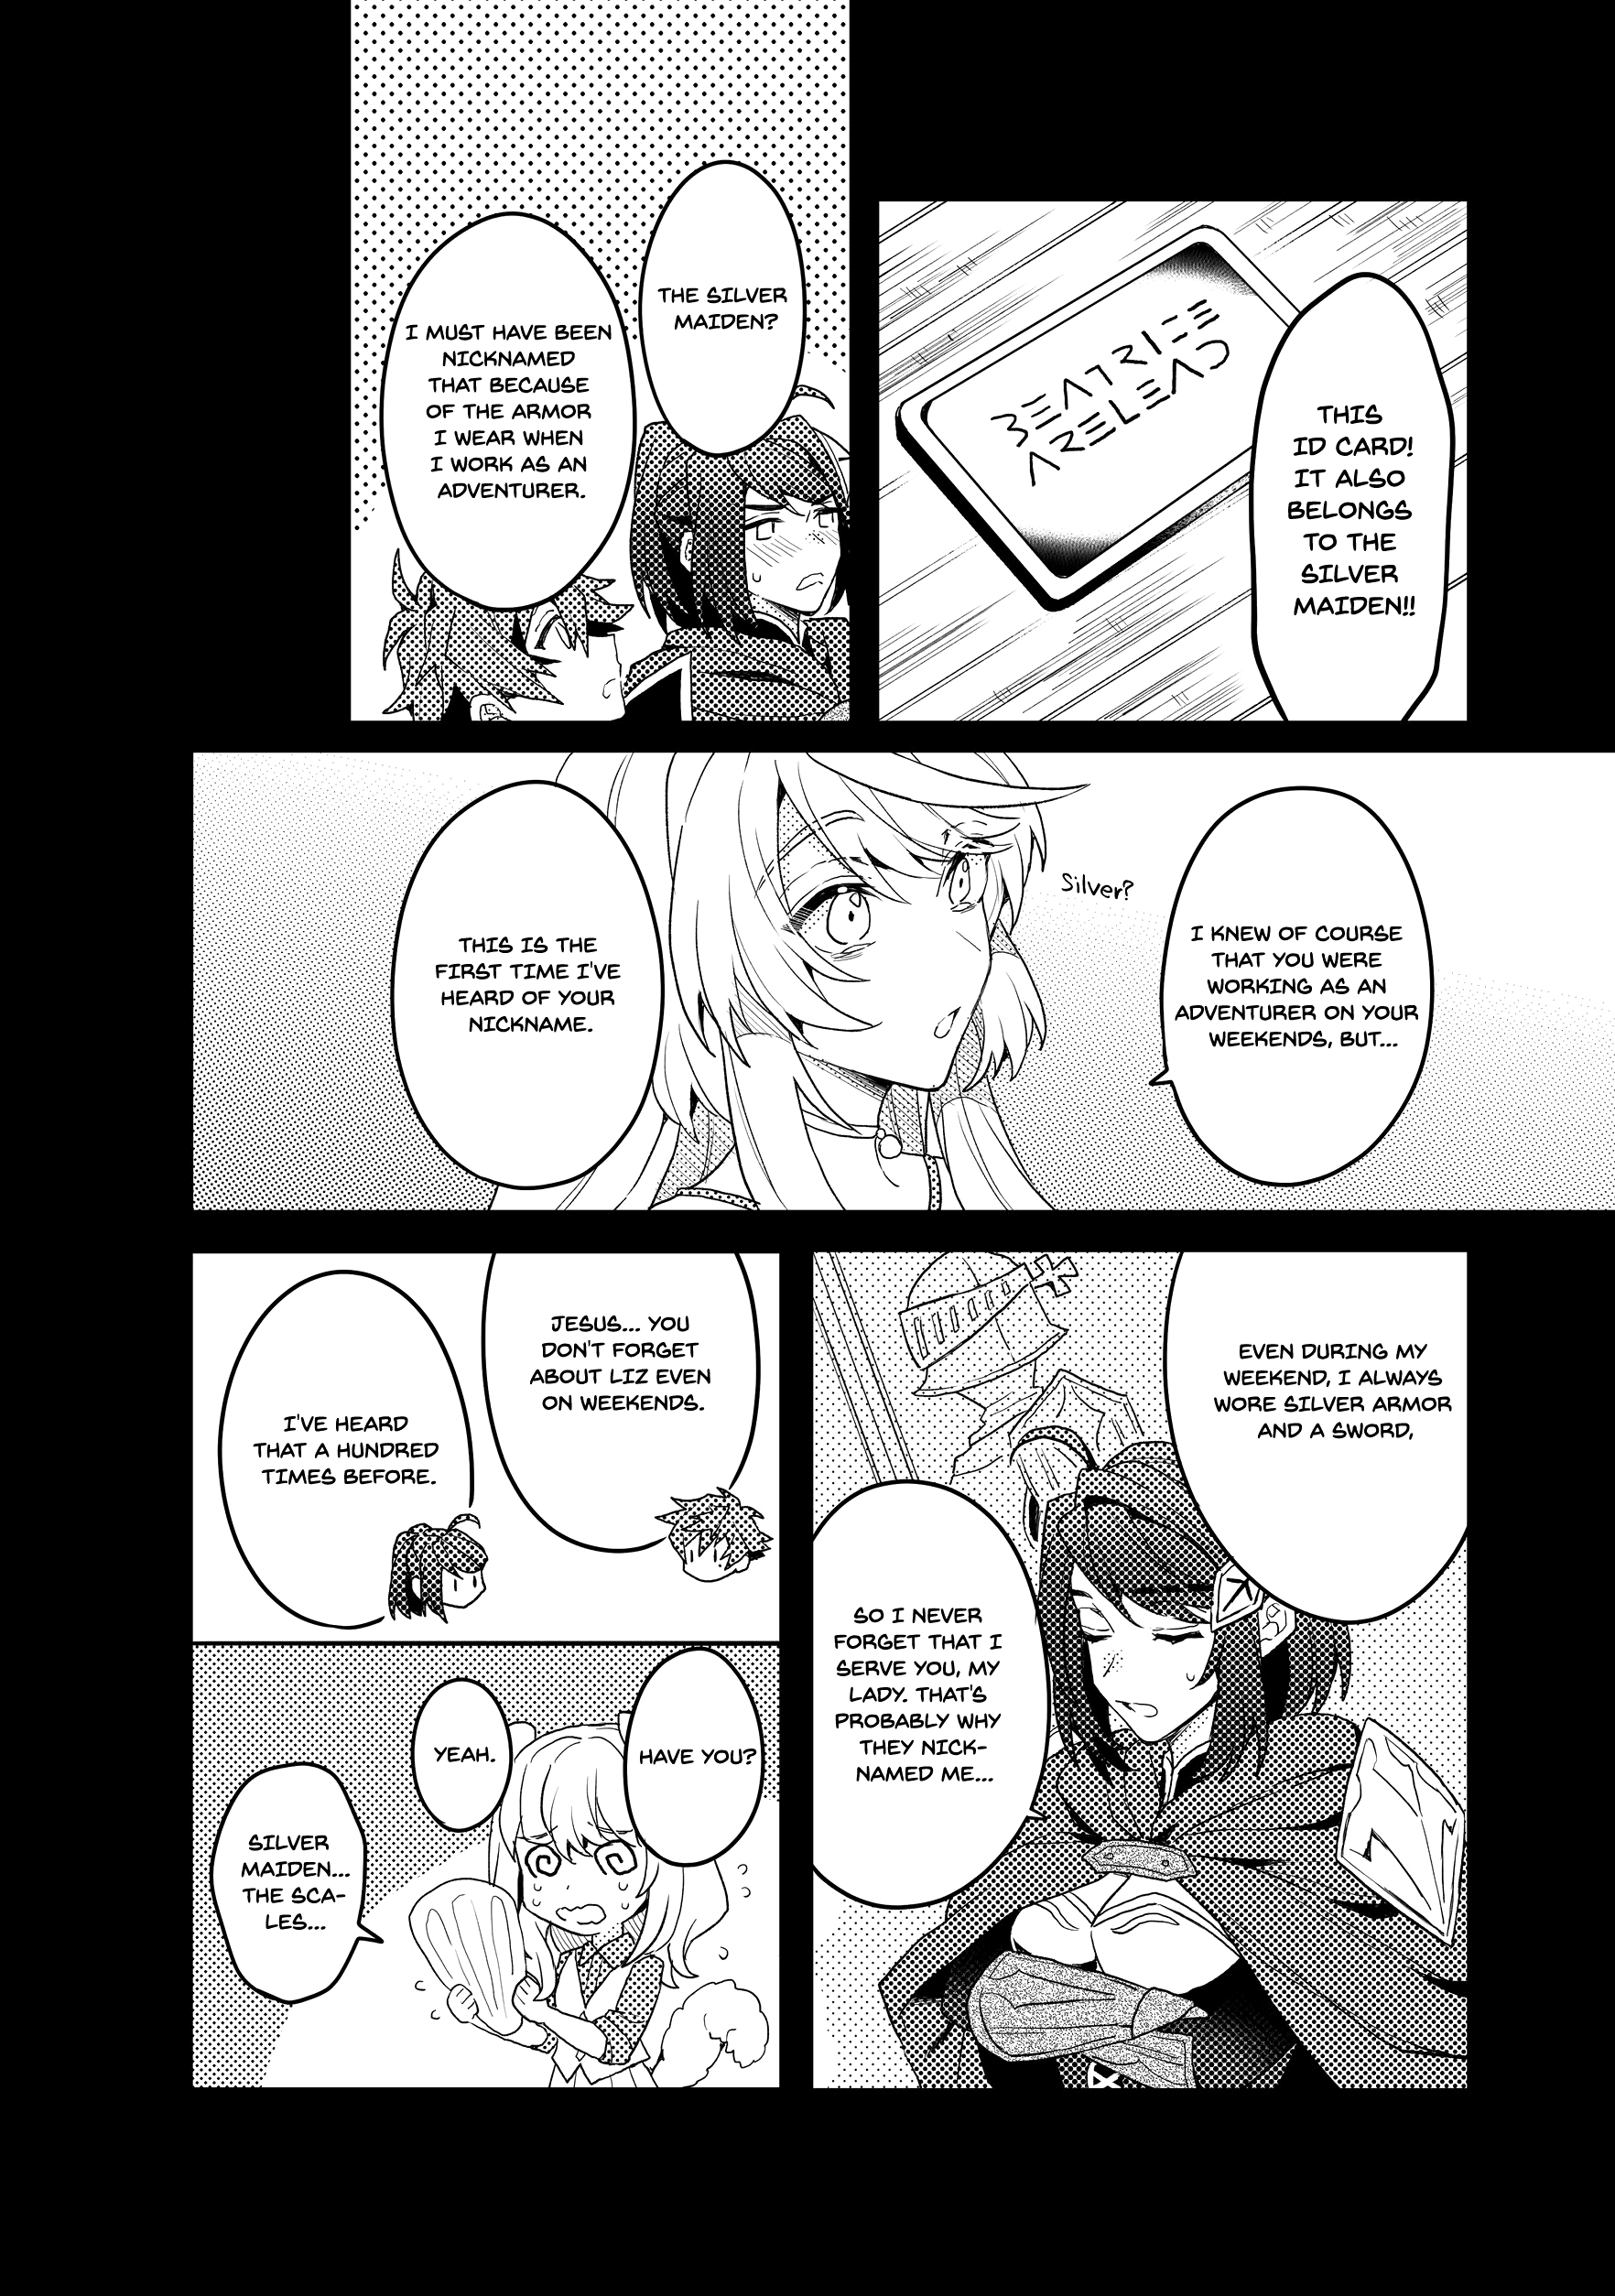 BEATRICE
ARELEAD
THIS
ID CARD!
IT ALSO
BELONGS
TO THE
SILVER
MAIDEN!!
THE SILVER
MAIDEN?
I MUST HAVE BEEN
NICKNAMED
THAT BECAUSE
OF THE ARMOR
I WEAR WHEN
I WORK AS AN
ADVENTURER.
I KNEW OF COURSE
THAT YOU WERE
WORKING AS AN
ADVENTURER ON YOUR
WEEKENDS, BUT...
Silver?
THIS IS THE
FIRST TIME I'VE
HEARD OF YOUR
NICKNAME.
EVEN DURING MY
WEEKEND, I ALWAYS
WORE SILVER ARMOR
AND A SWORD,
SO I NEVER
FORGET THAT I
SERVE YOU, MY
LADY. THAT'S
PROBABLY WHY
THEY NICK-
NAMED ME...
JESUS... YOU
DON'T FORGET
ABOUT LIZ EVEN
ON WEEKENDS.
I'VE HEARD
THAT A HUNDRED
TIMES BEFORE.
HAVE YOU?
YEAH.
SILVER
MAIDEN...
THE SCA-
LES...